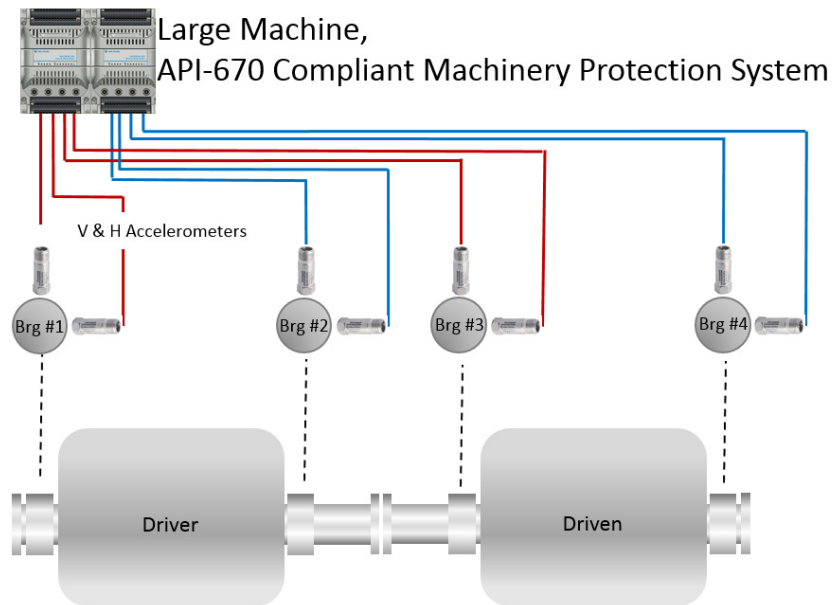 Large Machine,
API-670 Compliant Machinery Protection System
V & H Accelerometers
Brg #1
Brg #2
Brg #3
Brg #4
Driver
Driven